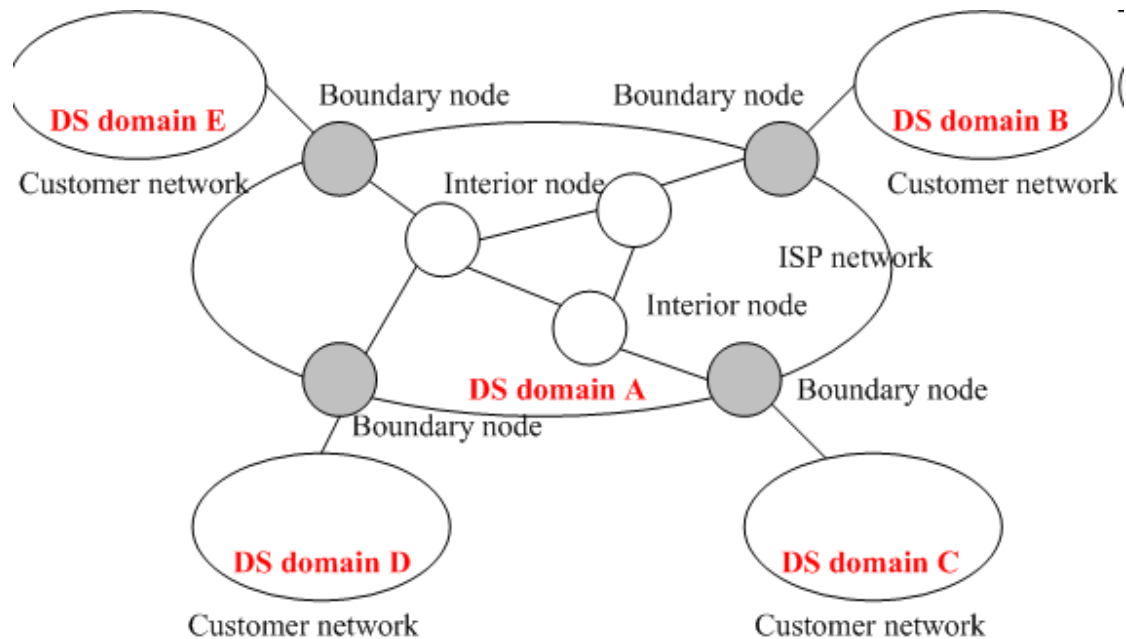 Boundary node
Boundary node
DS domain E
DS domain B
Customer network
Interior node
Customer network
ISP network
Interior node
DS domain A
Boundary node
Boundary node
DS domain D
DS domain C
Customer network
Customer network